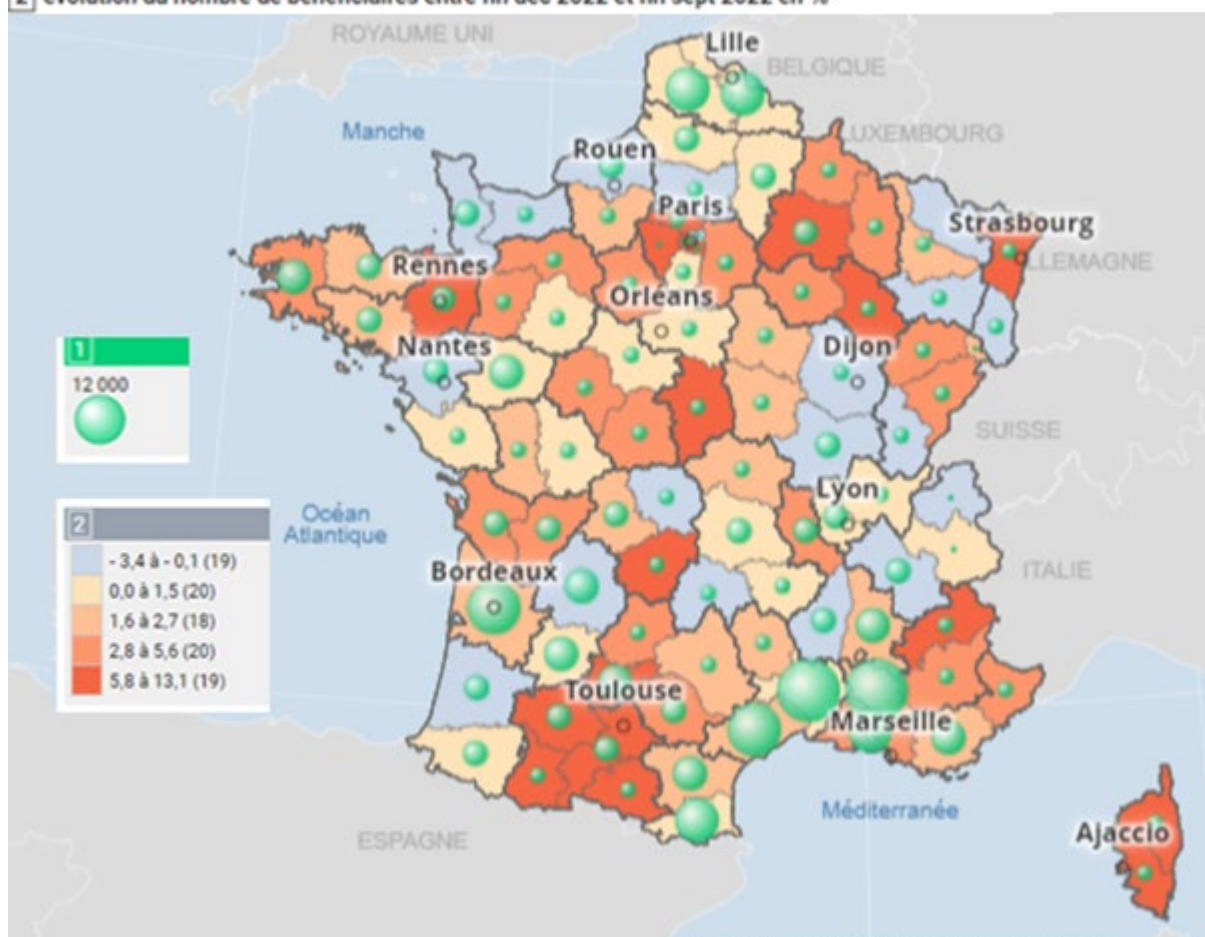 2 évolution du nombre de bénéficiaires entre fin déc 2022 et fin sept 2022 en %
ROYAUME UNI
Lille
BELGIQUE
Manche
LUXEMBOURG
Rouen
Paris
Strasbourg
ALLEMAGNE
Rennes
Orléans
Nantes
Dijon
1
12 000
SUISSE
Lyon
Océan
Atlantique
2
- 3,4 à - 0,1 (19)
0,0 à 1,5 (20)
1,6 à 2,7 (18)
2,8 à 5,6 (20)
5,8 à 13,1 (19)
Bordeaux
ITALIE
Toulouse
Marseille
Méditerranée
ESPAGNE
Ajaccio